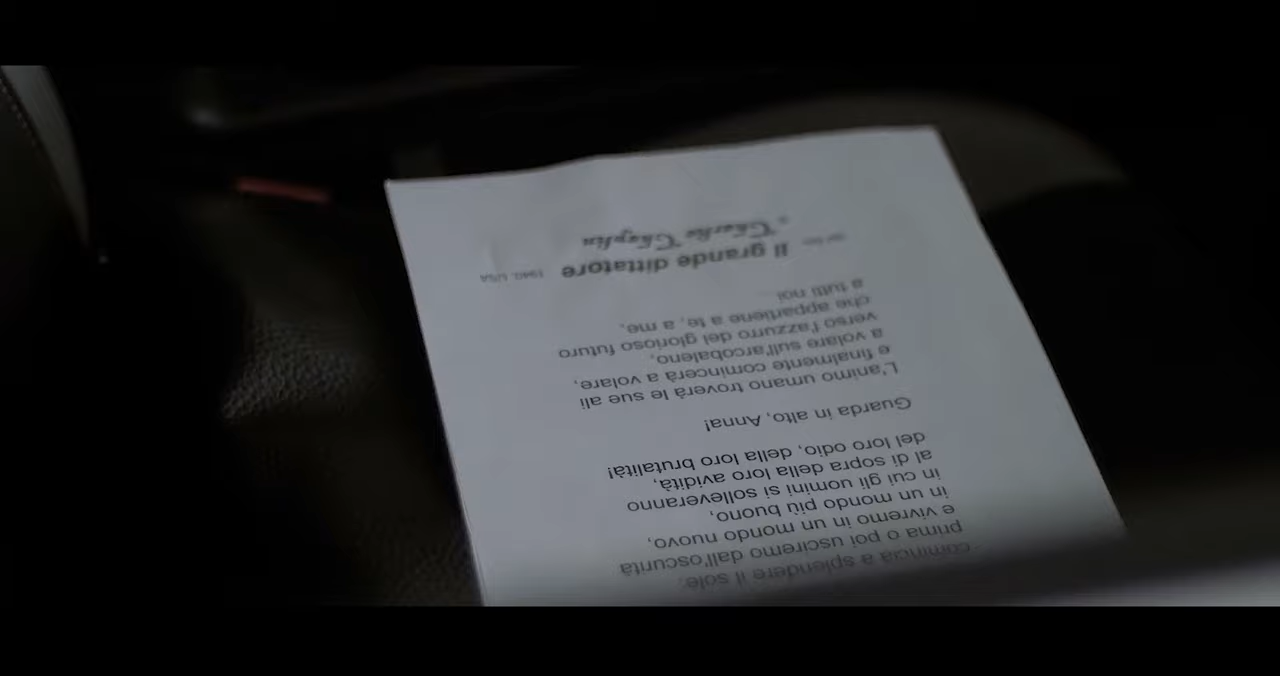 comincia a splendere il sole,
prima o poi usciremo dall'oscurità
e vivremo in un mondo nuovo,
in un mondo più buono,
in cui gli uomini si solleveranno
al di sopra della loro avidità,
del loro odio, della loro brutalità!
Guarda in alto, Anna!
L'animo umano troverà le sue ali
e finalmente comincerà a volare,
a volare sull'arcobaleno,
verso l'azzurro del glorioso futuro
che appartiene a te, a me,
a tutti noi
Il grande dittatore 1940, USA
Charlie Chaplin